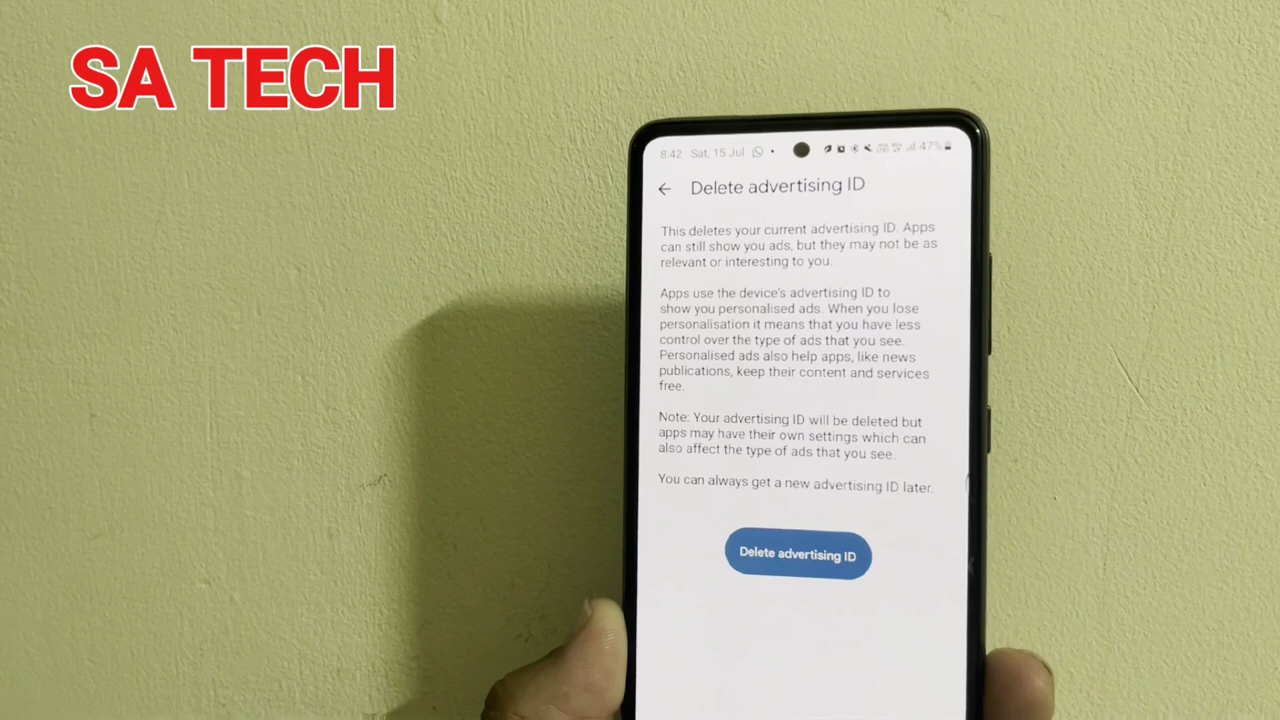 SA TECH
8:42 Sat, 15 Jul 47%
Delete advertising ID
This deletes your current advertising ID. Apps
can still show you ads, but they may not be as
relevant or interesting to you.
Apps use the device's advertising ID to
show you personalised ads. When you lose
personalisation it means that you have less
control over the type of ads that you see.
Personalised ads also help apps, like news
publications, keep their content and services
free.
Note: Your advertising ID will be deleted but
apps may have their own settings which can
also affect the type of ads that you see.
You can always get a new advertising ID later.
Delete advertising ID